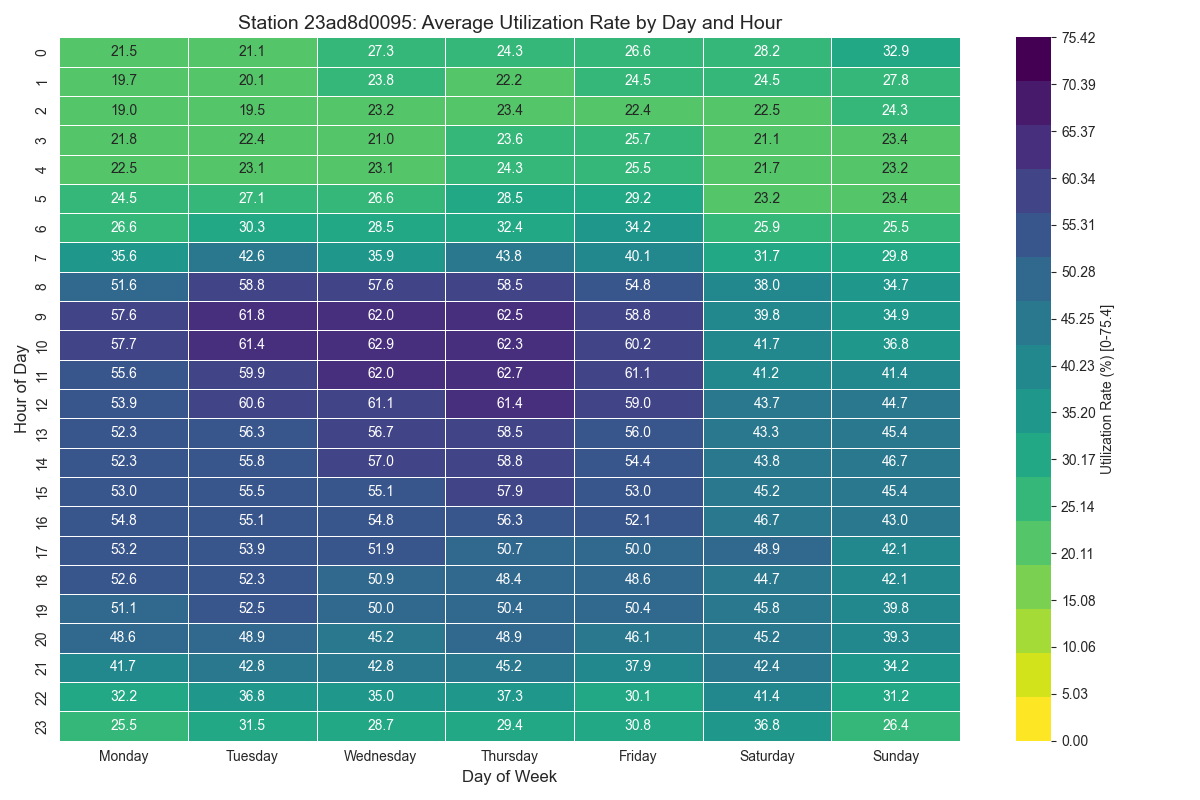 Station 23ad8d0095: Average Utilization Rate by Day and Hour
0 21.5 21.1 27.3 24.3 26.6 28.2 32.9
1 19.7 20.1 23.8 22.2 24.5 24.5 27.8
2 19.0 19.5 23.2 23.4 22.4 22.5 24.3
3 21.8 22.4 21.0 23.6 25.7 21.1 23.4
4 22.5 23.1 23.1 24.3 25.5 21.7 23.2
5 24.5 27.1 26.6 28.5 29.2 23.2 23.4
6 26.6 30.3 28.5 32.4 34.2 25.9 25.5
7 35.6 42.6 35.9 43.8 40.1 31.7 29.8
8 51.6 58.8 57.6 58.5 54.8 38.0 34.7
9 57.6 61.8 62.0 62.5 58.8 39.8 34.9
10 57.7 61.4 62.9 62.3 60.2 41.7 36.8
11 55.6 59.9 62.0 62.7 61.1 41.2 41.4
12 53.9 60.6 61.1 61.4 59.0 43.7 44.7
13 52.3 56.3 56.7 58.5 56.0 43.3 45.4
14 52.3 55.8 57.0 58.8 54.4 43.8 46.7
15 53.0 55.5 55.1 57.9 53.0 45.2 45.4
16 54.8 55.1 54.8 56.3 52.1 46.7 43.0
17 53.2 53.9 51.9 50.7 50.0 48.9 42.1
18 52.6 52.3 50.9 48.4 48.6 44.7 42.1
19 51.1 52.5 50.0 50.4 50.4 45.8 39.8
20 48.6 48.9 45.2 48.9 46.1 45.2 39.3
21 41.7 42.8 42.8 45.2 37.9 42.4 34.2
22 32.2 36.8 35.0 37.3 30.1 41.4 31.2
23 25.5 31.5 28.7 29.4 30.8 36.8 26.4
Monday Tuesday Wednesday Thursday Friday Saturday Sunday
Day of Week
Hour of Day
75.42
70.39
65.37
60.34
55.31
50.28
45.25
40.23
35.20
30.17
25.14
20.11
15.08
10.06
5.03
0.00
Utilization Rate (%) [0-75.4]